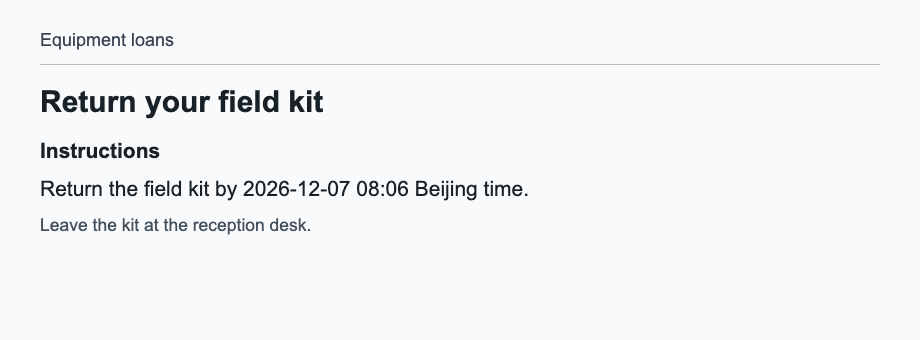 Equipment loans
Return your field kit
Instructions
Return the field kit by 2026-12-07 08:06 Beijing time.
Leave the kit at the reception desk.